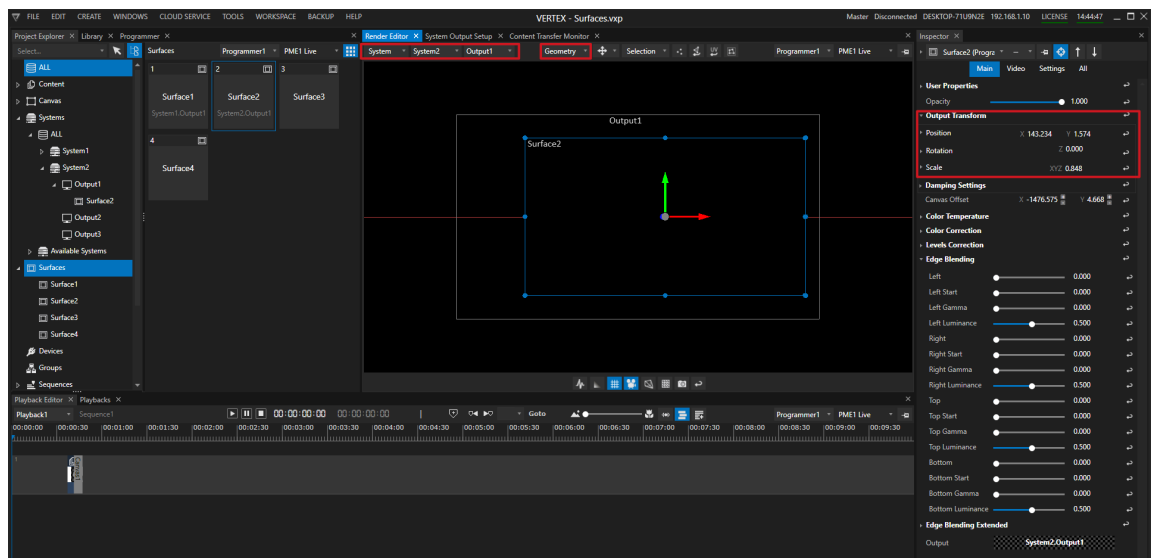 FILE EDIT CREATE WINDOWS CLOUD SERVICE TOOLS WORKSPACE BACKUP HELP VERTEX - Surfaces.vxp Master Disconnected DESKTOP-71U9N2E 192.168.1.10 LICENSE 14:44:47
Project Explorer × Library × Programmer ×
Select...
Surfaces Programmer1 PME1 Live
ALL
Content
Canvas
Systems
ALL
System1
System2
Output1
Surface2
Output2
Output3
Available Systems
Surfaces
Surface1
Surface2
Surface3
Surface4
Devices
Groups
Sequences
1
Surface1
System1.Output1
2
Surface2
System2.Output1
3
Surface3
4
Surface4
Render Editor × System Output Setup × Content Transfer Monitor ×
System System2 Output1 Geometry Selection UV Programmer1 PME1 Live
Output1
Surface2
Inspector ×
Surface2 (Progra
Main Video Settings All
User Properties
Opacity 1.000
Output Transform
Position X 143.234 Y 1.574
Rotation Z 0.000
Scale XYZ 0.848
Damping Settings
Canvas Offset X -1476.575 Y 4.668
Color Temperature
Color Correction
Levels Correction
Edge Blending
Left 0.000
Left Start 0.000
Left Gamma 0.000
Left Luminance 0.500
Right 0.000
Right Start 0.000
Right Gamma 0.000
Right Luminance 0.500
Top 0.000
Top Start 0.000
Top Gamma 0.000
Top Luminance 0.500
Bottom 0.000
Bottom Start 0.000
Bottom Gamma 0.000
Bottom Luminance 0.500
Edge Blending Extended
Output System2.Output1
Playback Editor × Playbacks ×
Playback1 Sequence1 00:00:00:00 00:00:00:00 Goto Programmer1 PME1 Live
00:00:00 00:00:30 00:01:00 00:01:30 00:02:00 00:02:30 00:03:00 00:03:30 00:04:00 00:04:30 00:05:00 00:05:30 00:06:00 00:06:30 00:07:00 00:07:30 00:08:00 00:08:30 00:09:00 00:09:30
1